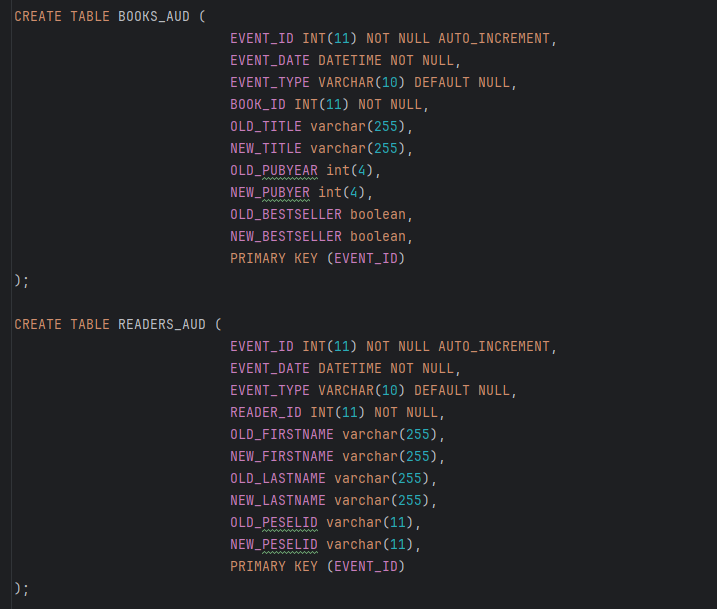 CREATE TABLE BOOKS_AUD (
EVENT_ID INT(11) NOT NULL AUTO_INCREMENT,
EVENT_DATE DATETIME NOT NULL,
EVENT_TYPE VARCHAR(10) DEFAULT NULL,
BOOK_ID INT(11) NOT NULL,
OLD_TITLE varchar(255),
NEW_TITLE varchar(255),
OLD_PUBYEAR int(4),
NEW_PUBYER int(4),
OLD_BESTSELLER boolean,
NEW_BESTSELLER boolean,
PRIMARY KEY (EVENT_ID)
);
CREATE TABLE READERS_AUD (
EVENT_ID INT(11) NOT NULL AUTO_INCREMENT,
EVENT_DATE DATETIME NOT NULL,
EVENT_TYPE VARCHAR(10) DEFAULT NULL,
READER_ID INT(11) NOT NULL,
OLD_FIRSTNAME varchar(255),
NEW_FIRSTNAME varchar(255),
OLD_LASTNAME varchar(255),
NEW_LASTNAME varchar(255),
OLD_PESELID varchar(11),
NEW_PESELID varchar(11),
PRIMARY KEY (EVENT_ID)
);